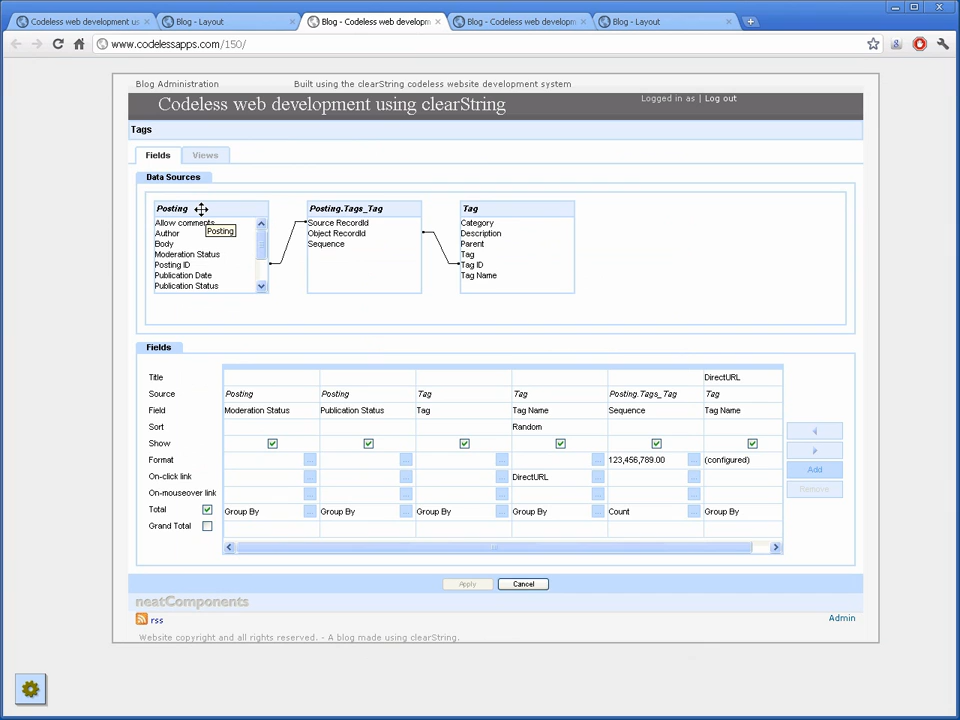 Codeless web development us
Blog - Layout
Blog - Codeless web developm
Blog - Codeless web developm
Blog - Layout
www.codelessapps.com/150/
Blog Administration
Built using the clearString codeless website development system
Codeless web development using clearString
Logged in as | Log out
Tags
Fields
Views
Data Sources
Posting
Allow comments
Author
Body
Moderation Status
Posting ID
Publication Date
Publication Status
Posting
Posting.Tags_Tag
Source RecordId
Object RecordId
Sequence
Tag
Category
Description
Parent
Tag
Tag ID
Tag Name
Fields
Title DirectURL
Source Posting Posting Tag Tag Posting.Tags_Tag Tag
Field Moderation Status Publication Status Tag Tag Name Sequence Tag Name
Sort Random
Show
Format ... ... ... ... 123,456,789.00 ... (configured)
On-click link ... ... ... DirectURL ... ...
On-mouseover link ... ... ... ... ...
Total Group By ... Group By ... Group By ... Group By ... Count ... Group By
Grand Total
Add
Remove
Apply
Cancel
neatComponents
rss
Admin
Website copyright and all rights reserved. - A blog made using clearString.